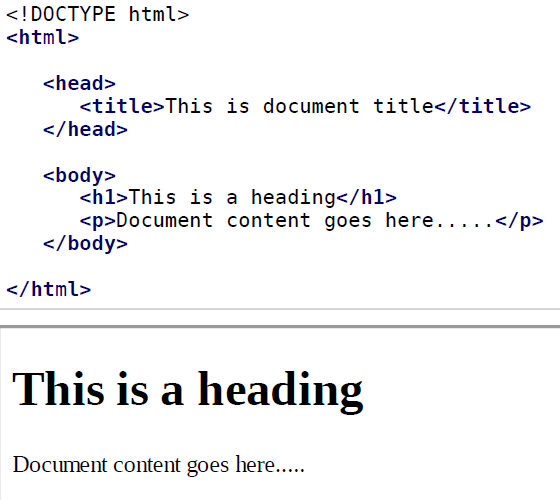 <!DOCTYPE html>
<html>
<head>
<title>This is document title</title>
</head>
<body>
<h1>This is a heading</h1>
<p>Document content goes here.....</p>
</body>
</html>
This is a heading
Document content goes here.....